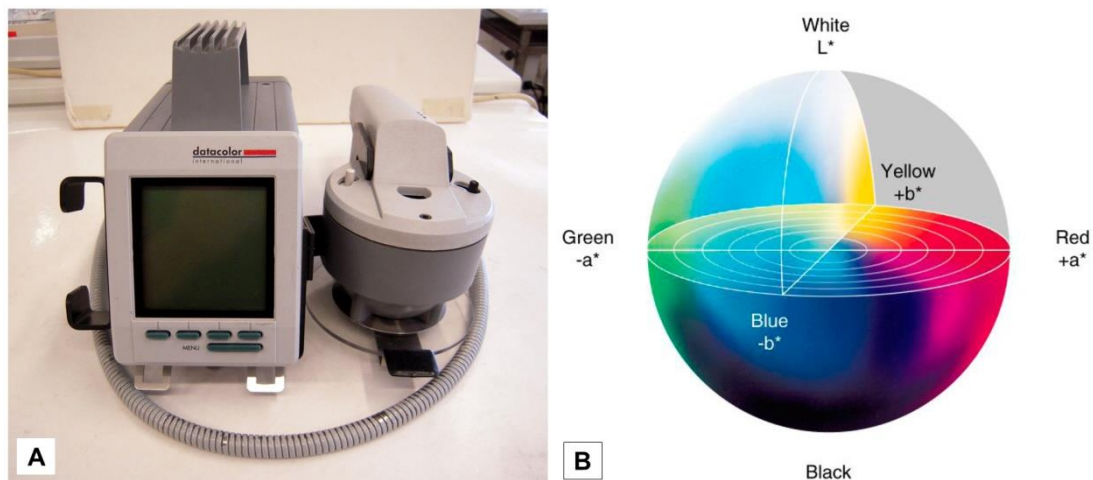 datacolor
international
MENU
A
White
L*
Yellow
+b*
Green
-a*
Red
+a*
Blue
-b*
Black
B